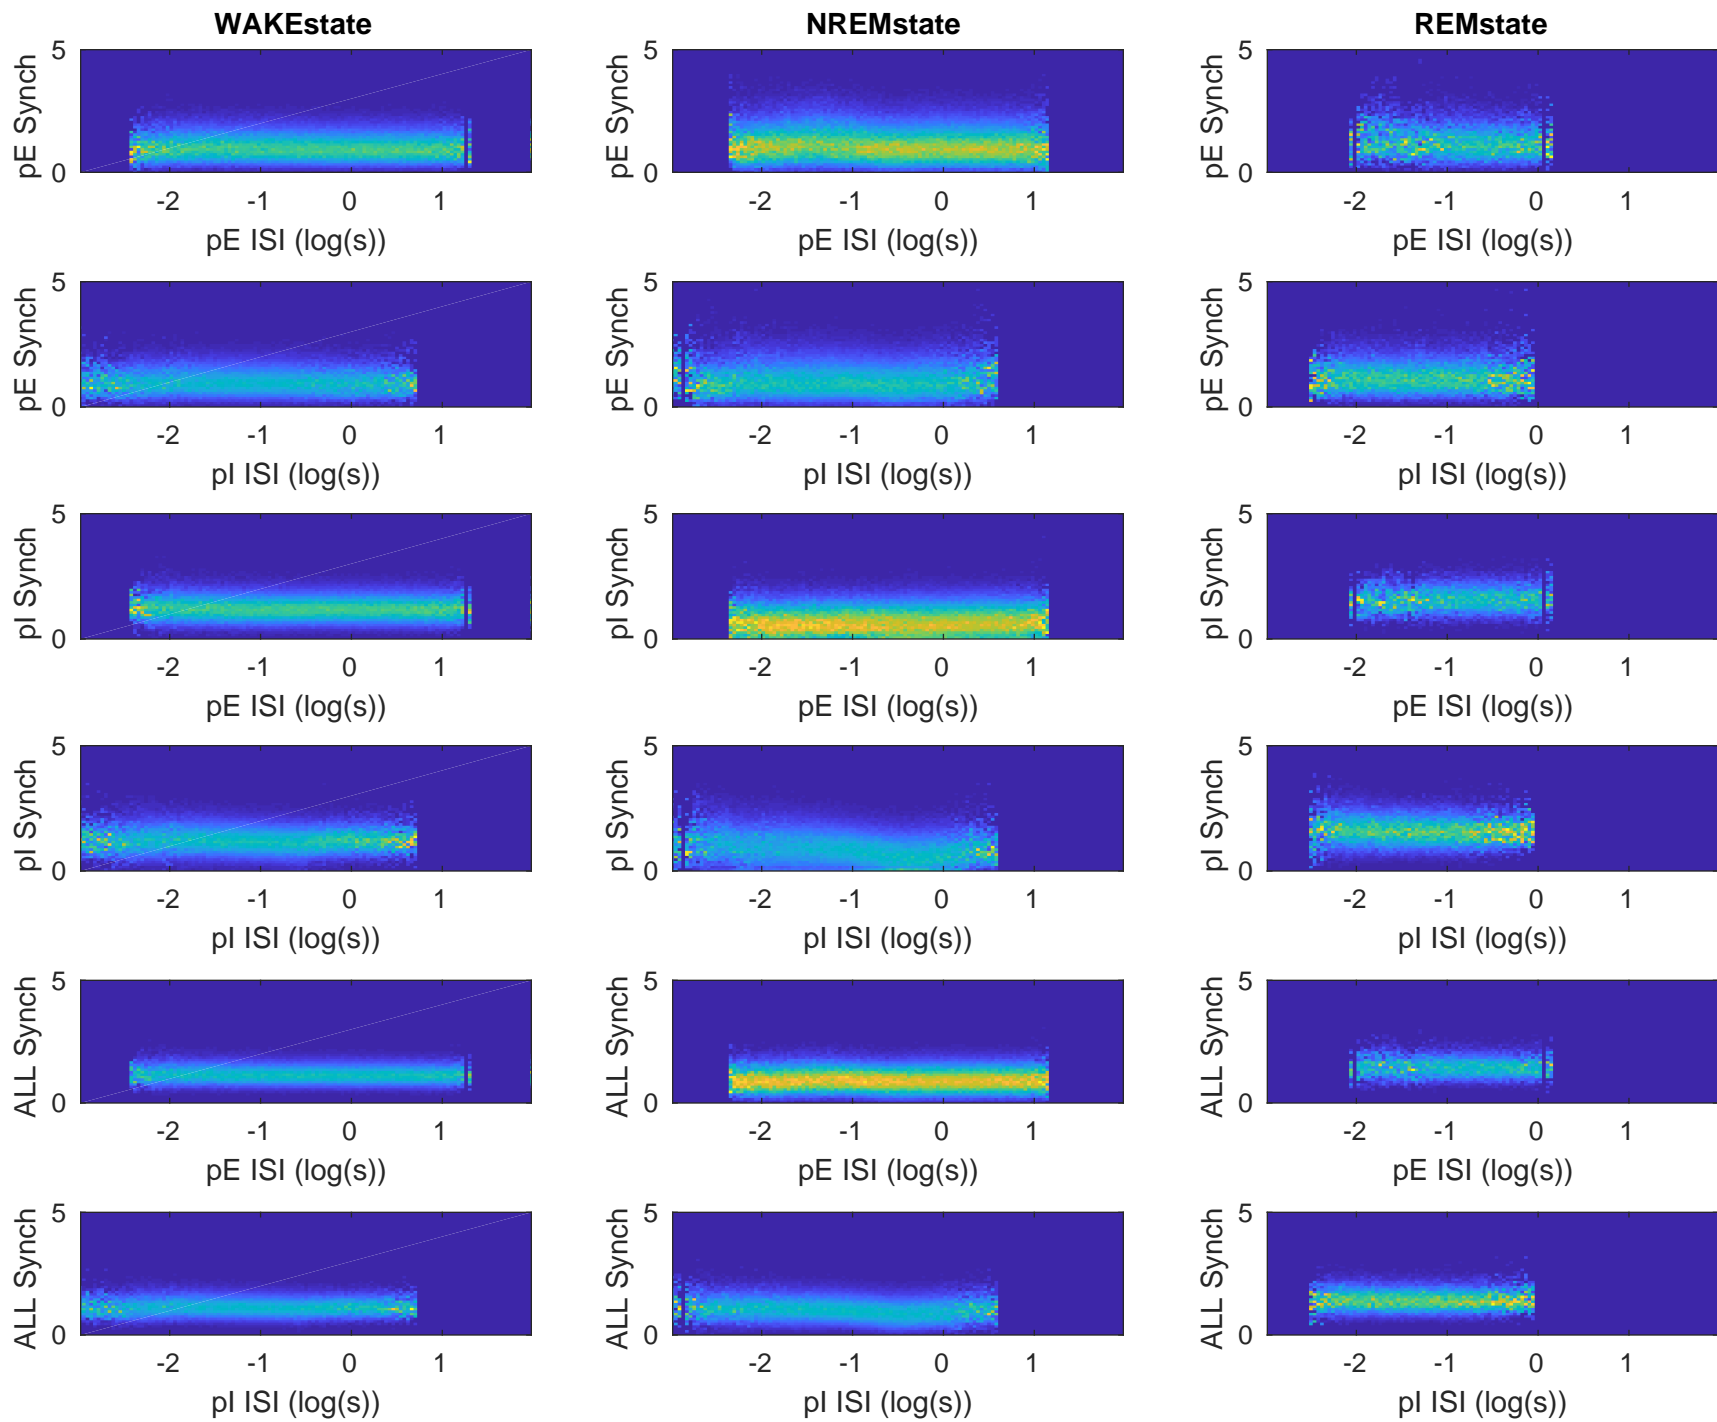 WAKEstate NREMstate REMstate
5 5 5
pE Synch pE Synch pE Synch
0 0 0
-2 -1 0 1 -2 -1 0 1 -2 -1 0 1
pE ISI (log(s)) pE ISI (log(s)) pE ISI (log(s))
5 5 5
pE Synch pE Synch pE Synch
0 0 0
-2 -1 0 1 -2 -1 0 1 -2 -1 0 1
pI ISI (log(s)) pI ISI (log(s)) pI ISI (log(s))
5 5 5
pI Synch pI Synch pI Synch
0 0 0
-2 -1 0 1 -2 -1 0 1 -2 -1 0 1
pE ISI (log(s)) pE ISI (log(s)) pE ISI (log(s))
5 5 5
pI Synch pI Synch pI Synch
0 0 0
-2 -1 0 1 -2 -1 0 1 -2 -1 0 1
pI ISI (log(s)) pI ISI (log(s)) pI ISI (log(s))
5 5 5
ALL Synch ALL Synch ALL Synch
0 0 0
-2 -1 0 1 -2 -1 0 1 -2 -1 0 1
pE ISI (log(s)) pE ISI (log(s)) pE ISI (log(s))
5 5 5
ALL Synch ALL Synch ALL Synch
0 0 0
-2 -1 0 1 -2 -1 0 1 -2 -1 0 1
pI ISI (log(s)) pI ISI (log(s)) pI ISI (log(s))